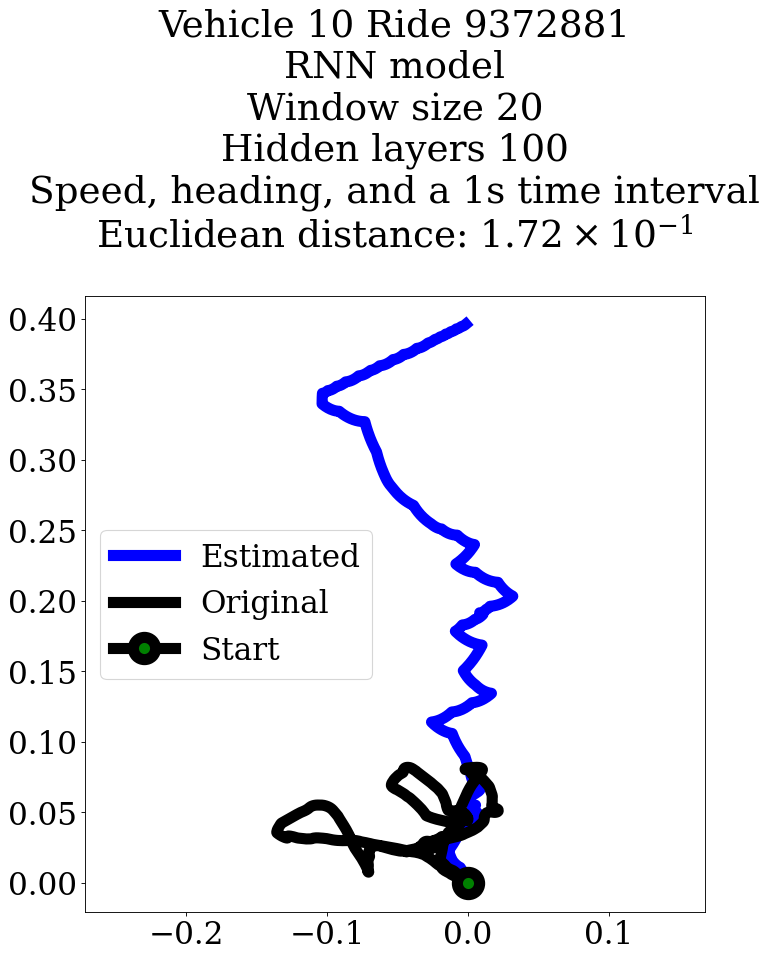 Vehicle 10 Ride 9372881
RNN model
Window size 20
Hidden layers 100
Speed, heading, and a 1s time interval
Euclidean distance: 1.72 × 10⁻¹
0.40
0.35
0.30
0.25
0.20
0.15
0.10
0.05
0.00
Estimated
Original
Start
−0.2
−0.1
0.0
0.1